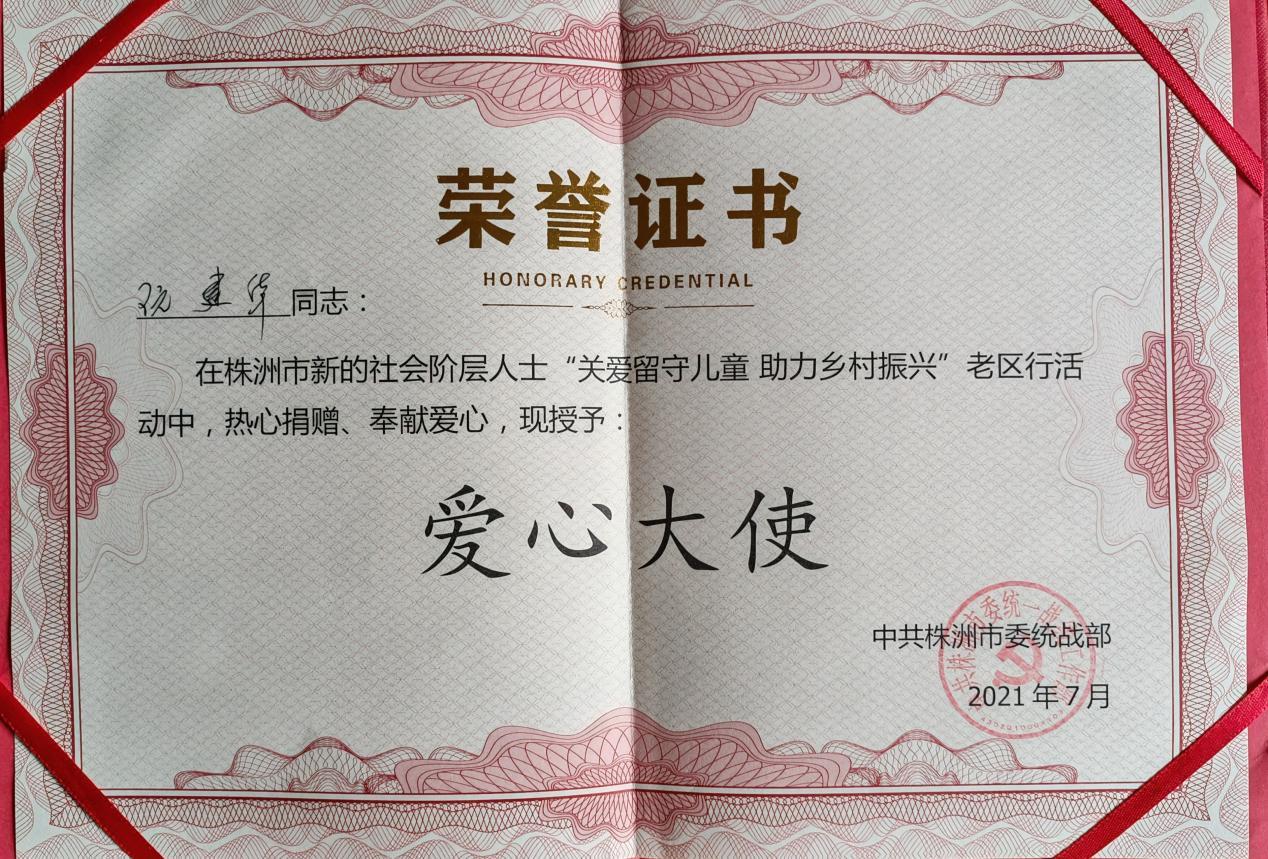 荣誉证书
HONORARY CREDENTIAL
阮建华同志：
在株洲市新的社会阶层人士“关爱留守儿童 助力乡村振兴”老区行活
动中，热心捐赠、奉献爱心，现授予：
爱心大使
中共株洲市委统战部
2021年7月